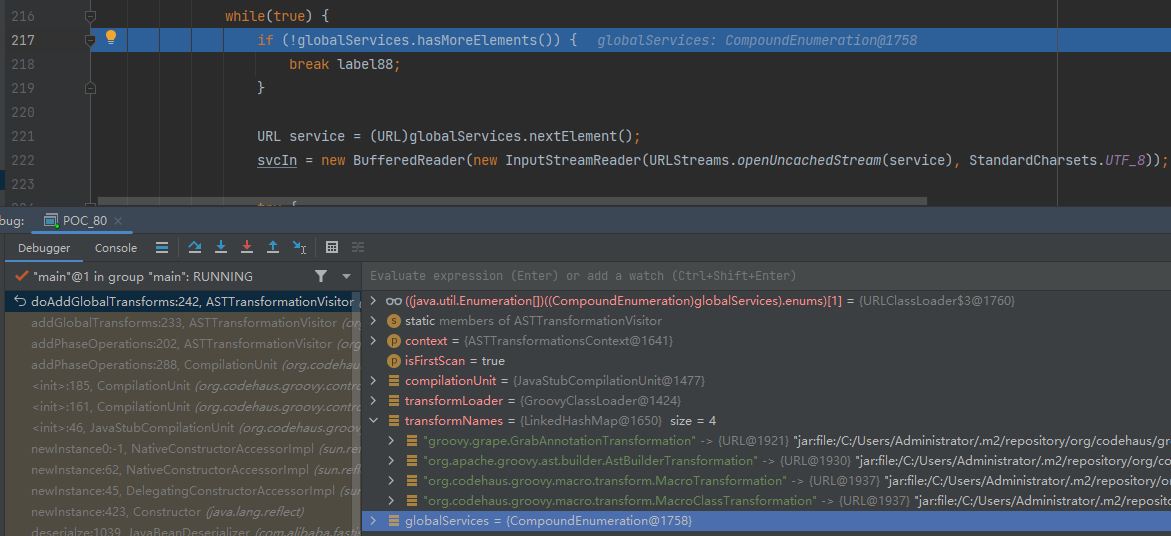 216 while(true) {
217 if (!globalServices.hasMoreElements()) { globalServices: CompoundEnumeration@1758
218 break label88;
219 }
220
221 URL service = (URL)globalServices.nextElement();
222 svcIn = new BufferedReader(new InputStreamReader(URLStreams.openUncachedStream(service), StandardCharsets.UTF_8));
223
bug: POC_80 ×
Debugger Console
"main"@1 in group "main": RUNNING
Evaluate expression (Enter) or add a watch (Ctrl+Shift+Enter)
doAddGlobalTransforms:242, ASTTransformationVisitor
((java.util.Enumeration[])((CompoundEnumeration)globalServices).enums)[1] = {URLClassLoader$3@1760}
addGlobalTransforms:233, ASTTransformationVisitor (org
static members of ASTTransformationVisitor
addPhaseOperations:202, ASTTransformationVisitor (org
context = {ASTTransformationsContext@1641}
addPhaseOperations:288, CompilationUnit (org.codehau
isFirstScan = true
<init>:185, CompilationUnit (org.codehaus.groovy.contro
compilationUnit = {JavaStubCompilationUnit@1477}
<init>:161, CompilationUnit (org.codehaus.groovy.contro
transformLoader = {GroovyClassLoader@1424}
<init>:46, JavaStubCompilationUnit (org.codehaus.groov
transformNames = {LinkedHashMap@1650} size = 4
newInstance0:-1, NativeConstructorAccessorImpl (sun.re
"groovy.grape.GrabAnnotationTransformation" -> {URL@1921} "jar:file:/C:/Users/Administrator/.m2/repository/org/codehaus/gr
newInstance:62, NativeConstructorAccessorImpl (sun.refl
"org.apache.groovy.ast.builder.AstBuilderTransformation" -> {URL@1930} "jar:file:/C:/Users/Administrator/.m2/repository/org/co
newInstance:45, DelegatingConstructorAccessorImpl (sun
"org.codehaus.groovy.macro.transform.MacroTransformation" -> {URL@1937} "jar:file:/C:/Users/Administrator/.m2/repositor
newInstance:423, Constructor (java.lang.reflect)
"org.codehaus.groovy.macro.transform.MacroClassTransformation" -> {URL@1937} "jar:file:/C:/Users/Administrator/.m2/repo
deserialze:1039, JavaBeanDeserializer (com.alibaba.fastj
globalServices = {CompoundEnumeration@1758}